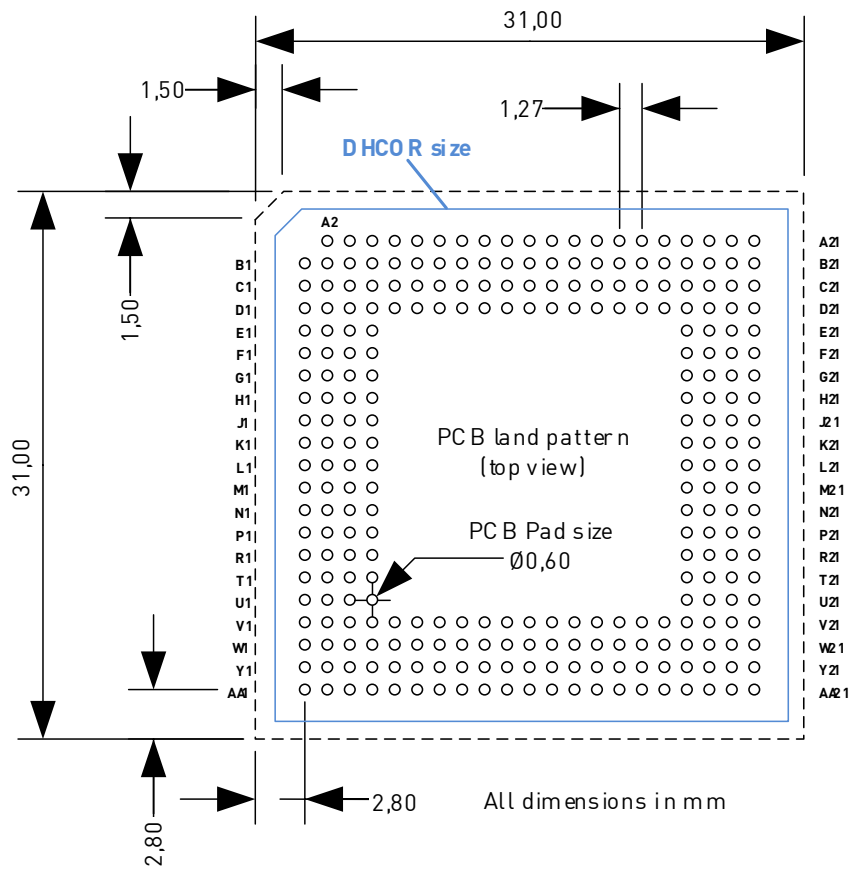 31,00
1,50
1,27
DHCOR size
A2
A21
B1
B21
C1
C21
D1
D21
1,50
E1
E21
F1
F21
G1
G21
H1
H21
J1
J21
PCB land pattern
K1
K21
31,00
(top view)
L1
L21
M1
M21
N1
N21
PCB Pad size
P1
P21
Ø0,60
R1
R21
T1
T21
U1
U21
V1
V21
W1
W21
Y1
Y21
AA1
AA21
2,80
2,80
All dimensions in mm